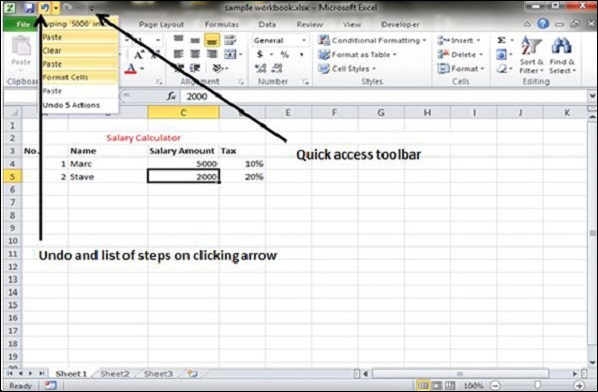 sample workbook.xlsx - Microsoft Excel
File Page Layout Formulas Data Review View Developer
Typing '5000' in
Paste
Clear
Paste
Format Cells
Paste
Undo 5 Actions
General
Conditional Formatting
Format as Table
Cell Styles
Insert
Delete
Format
Sort & Filter
Find & Select
Clipboard Alignment Number Styles Cells Editing
fx 2000
C D E F G H I J K
1
2 Salary Calculator
3 No. Name Salary Amount Tax
4 1 Marc 5000 10%
5 2 Stave 2000 20%
6
7
8
9
10
11
12
13
14
15
16
17
18
19
Quick access toolbar
Undo and list of steps on clicking arrow
Sheet1 Sheet2 Sheet3
Ready 100%